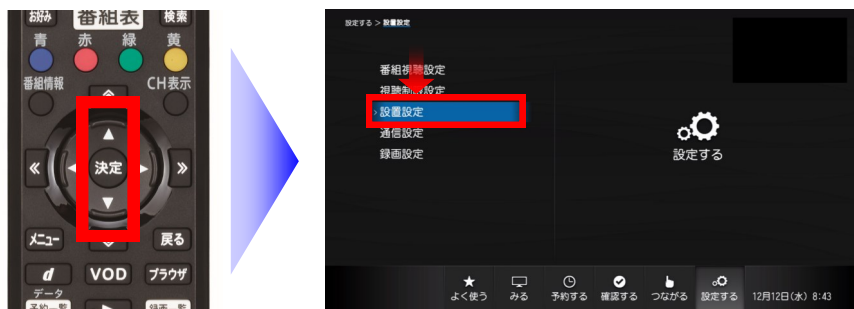 お好み 番組表 検索
青 赤 緑 黄
番組情報 CH表示
決定
メニュー 戻る
d VOD ブラウザ
データ
設定する > 設置設定
番組視聴設定
視聴制限設定
›設置設定
通信設定
録画設定
設定する
よく使う みる 予約する 確認する つながる 設定する 12月12日(水) 8:43